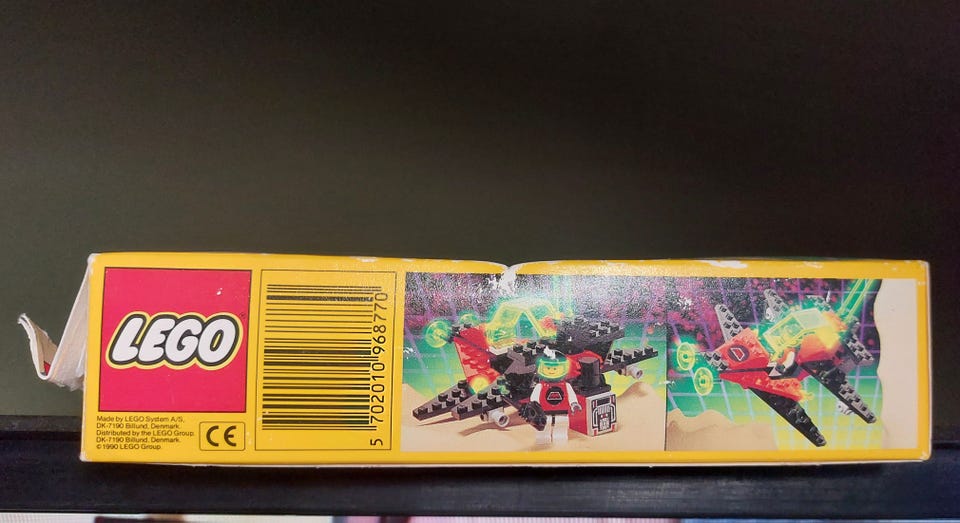 LEGO®
Made by LEGO System A/S,
DK-7190 Billund, Denmark.
Distributed by the LEGO Group.
DK-7190 Billund, Denmark.
© 1990 LEGO Group.
CE
5 702010 968770